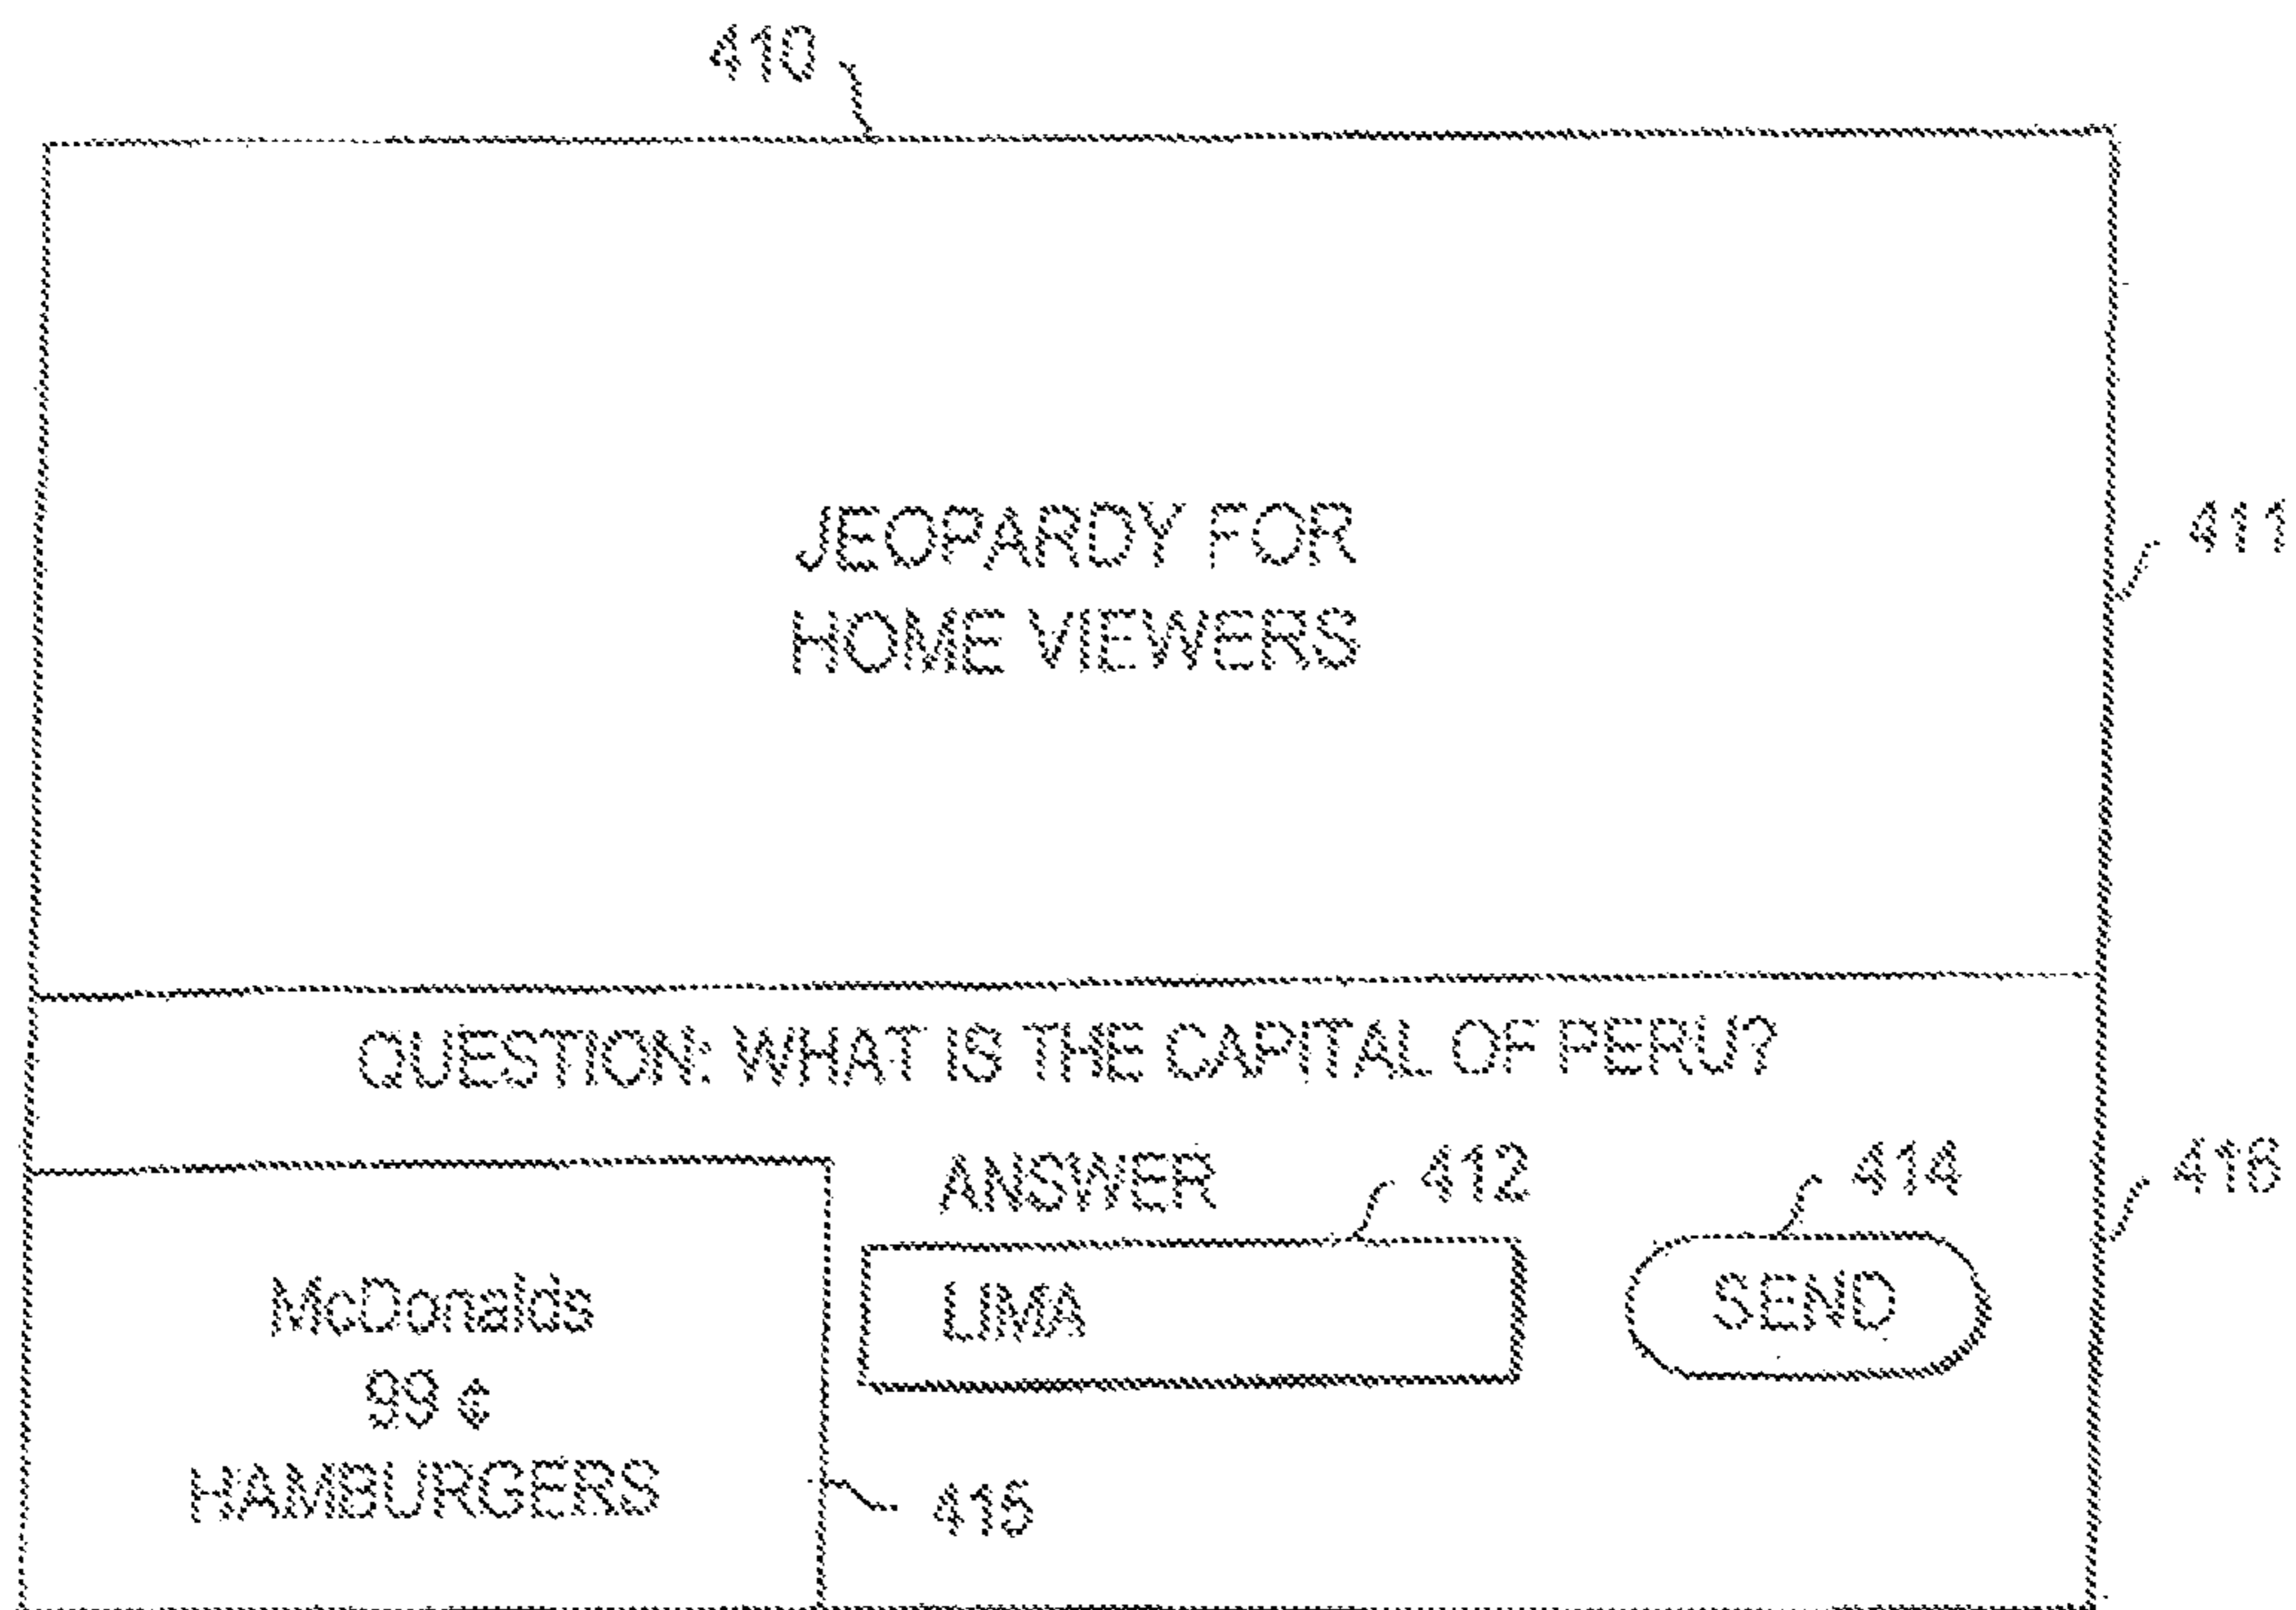 410
JEOPARDY FOR
HOME VIEWERS
411
QUESTION: WHAT IS THE CAPITAL OF PERU?
ANSWER
412
414
416
McDonalds
99 ¢
HAMBURGERS
LIMA
SEND
415